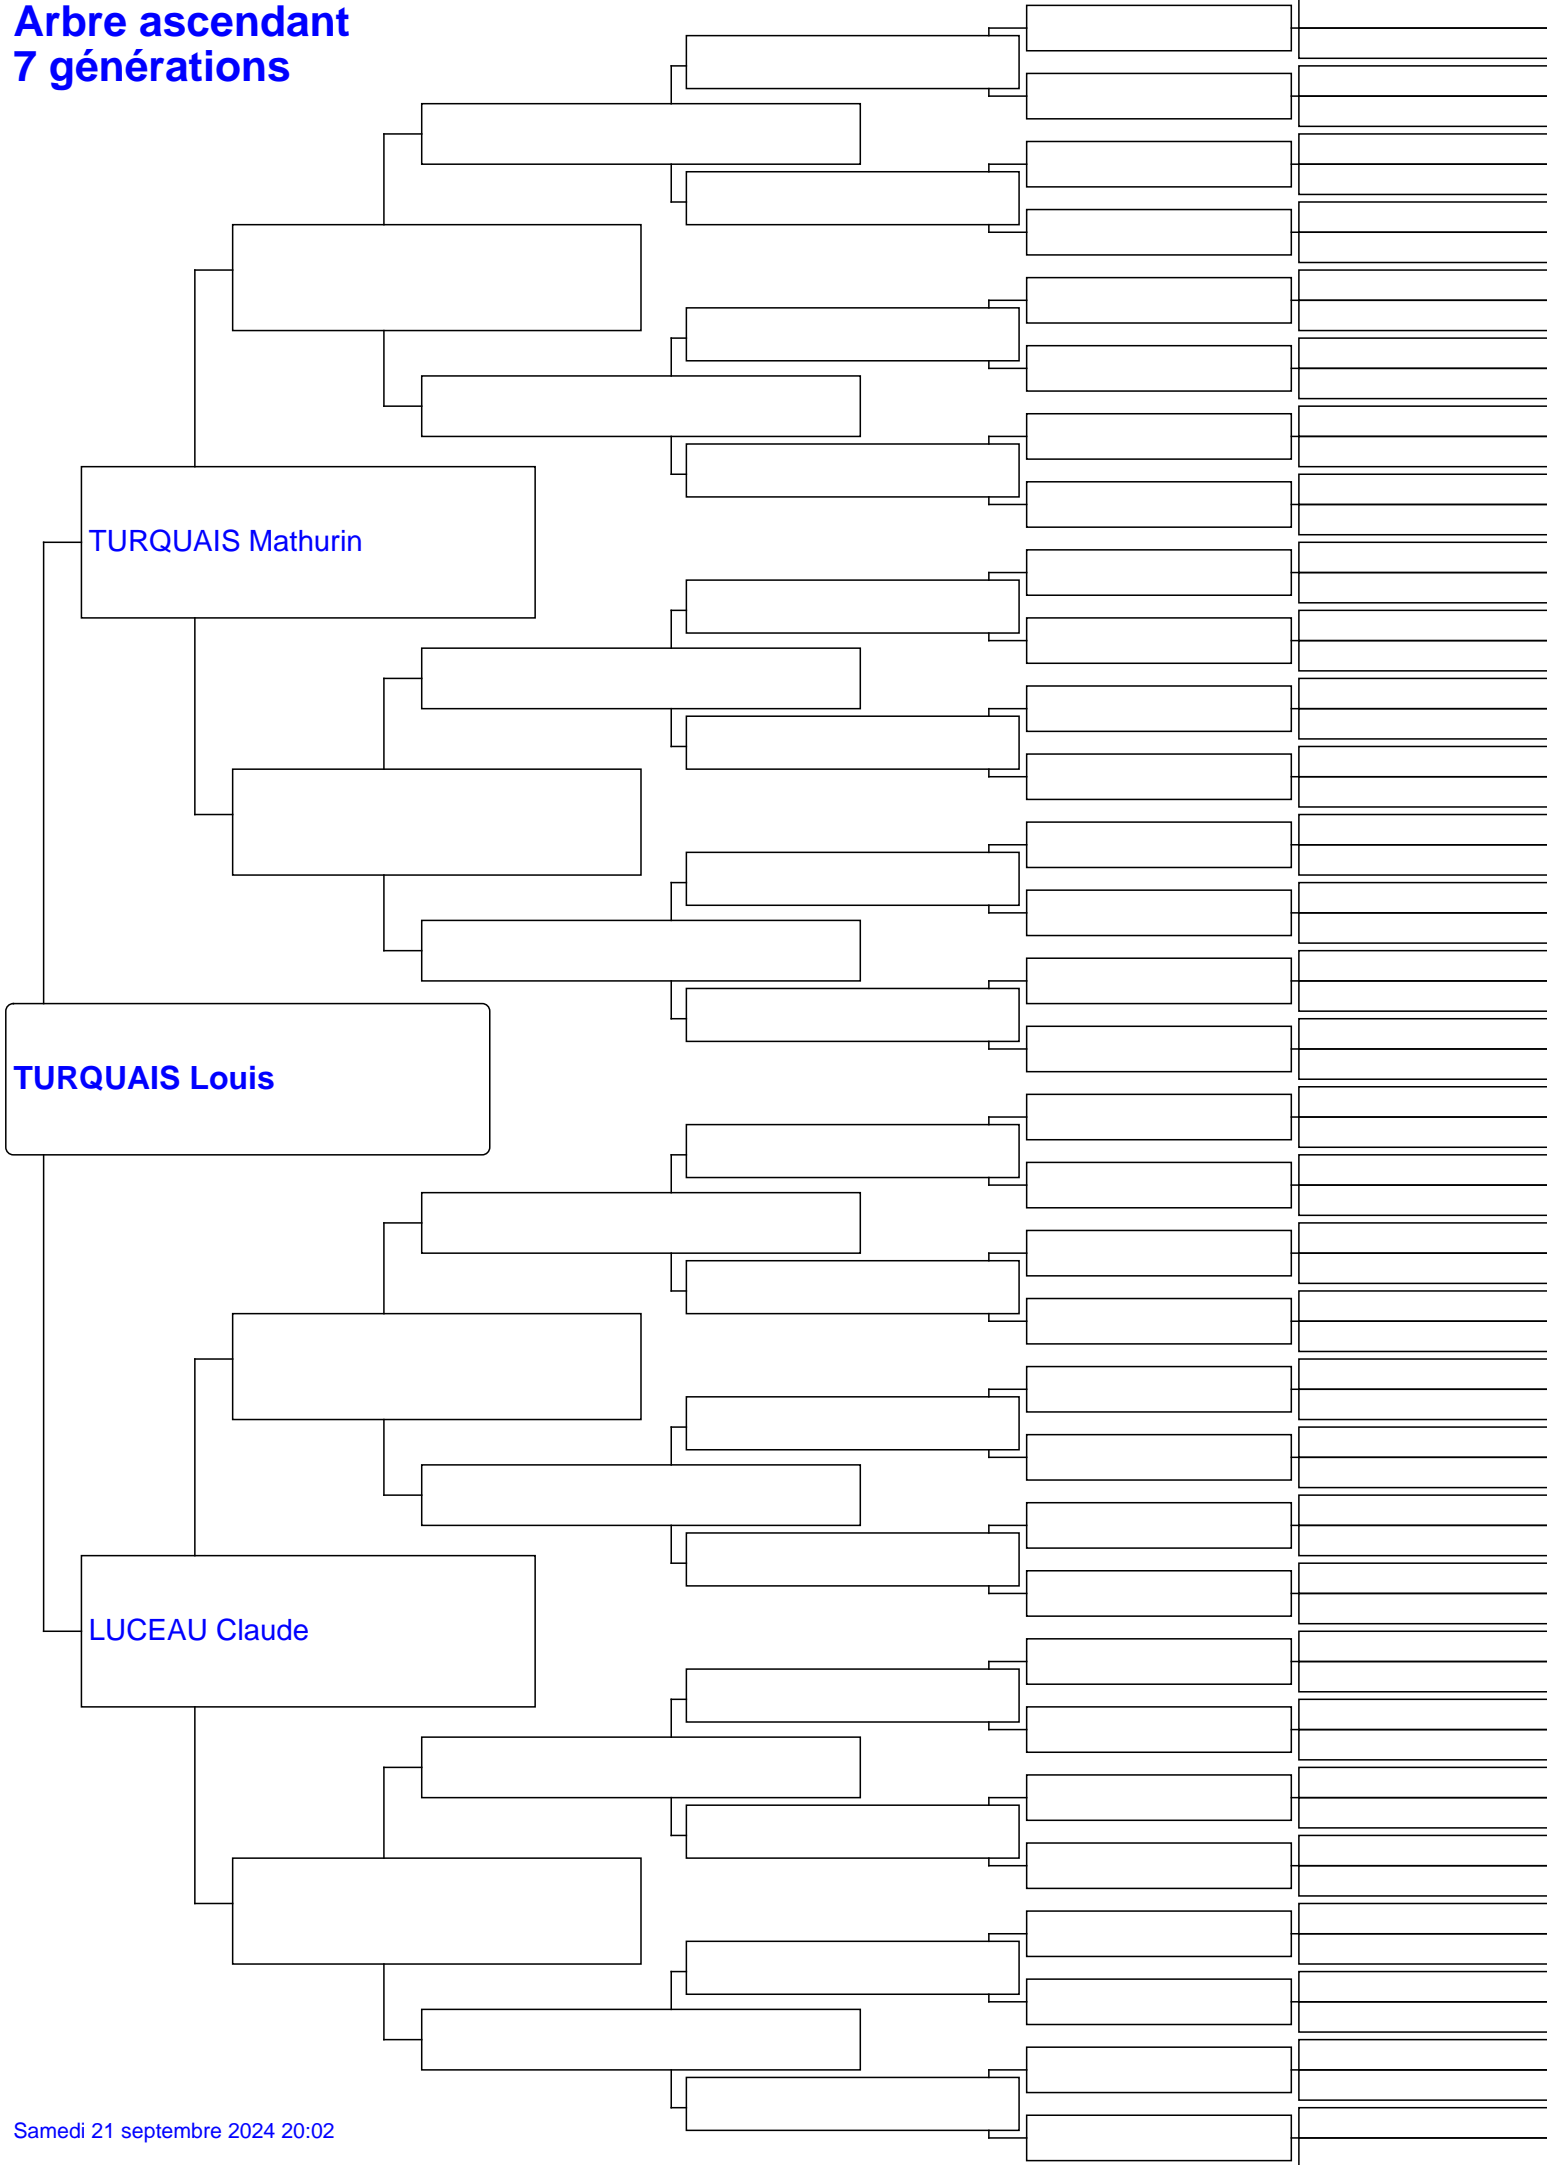 Arbre ascendant
7 générations
TURQUAIS Mathurin
TURQUAIS Louis
LUCEAU Claude
Samedi 21 septembre 2024 20:02